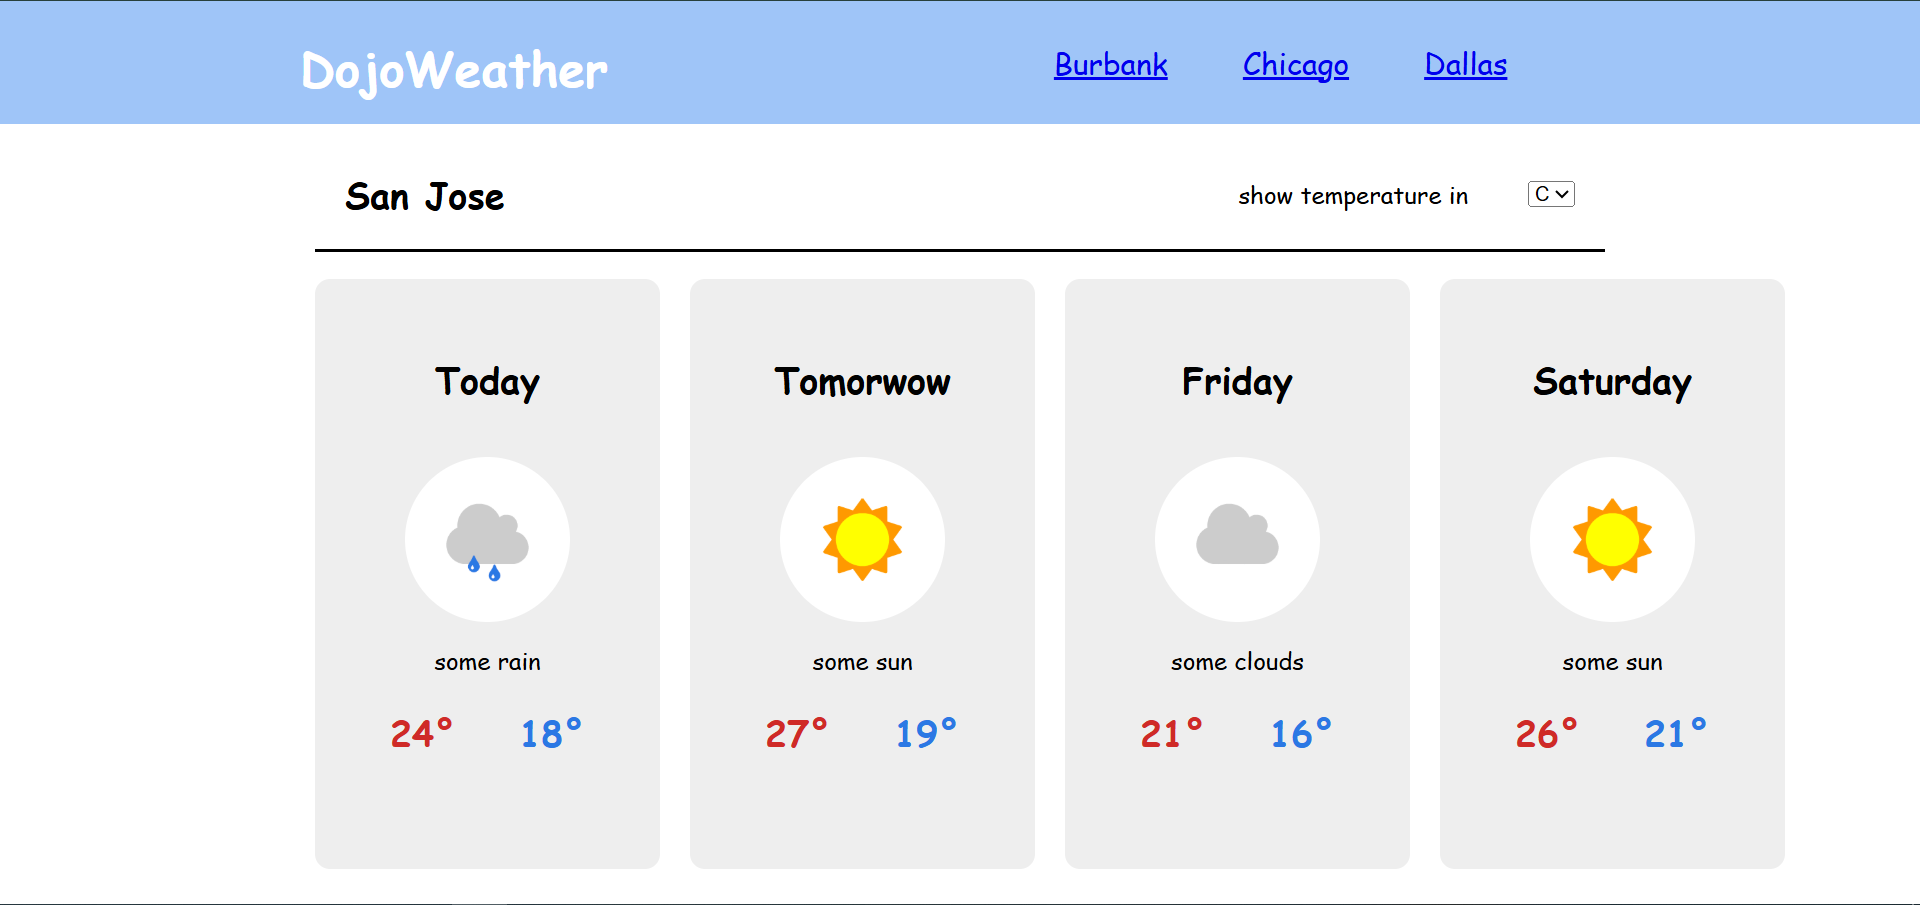 DojoWeather Burbank Chicago Dallas
San Jose show temperature in C
Today Tomorwow Friday Saturday
some rain some sun some clouds some sun
24° 18° 27° 19° 21° 16° 26° 21°